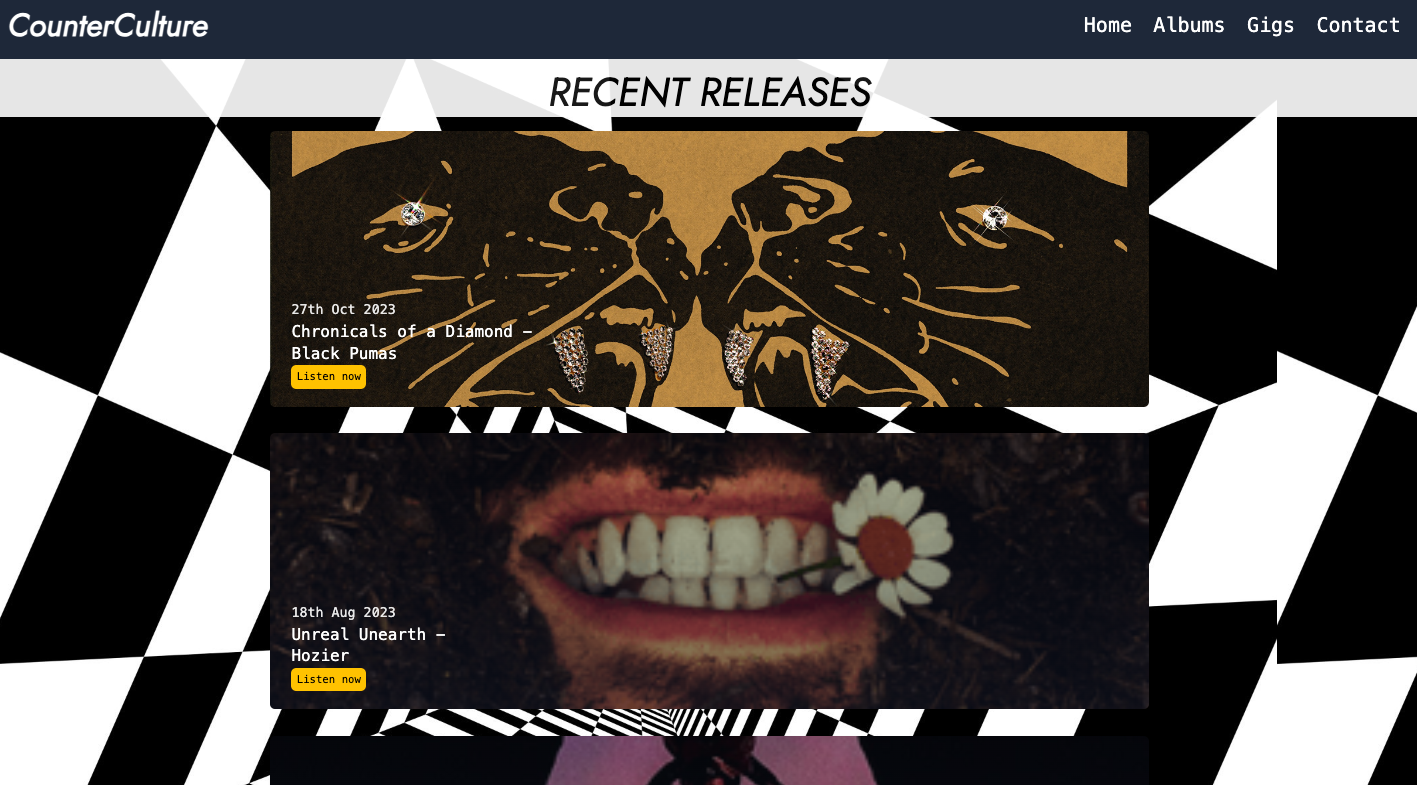 CounterCulture
Home Albums Gigs Contact
RECENT RELEASES
27th Oct 2023
Chronicals of a Diamond –
Black Pumas
Listen now
18th Aug 2023
Unreal Unearth –
Hozier
Listen now